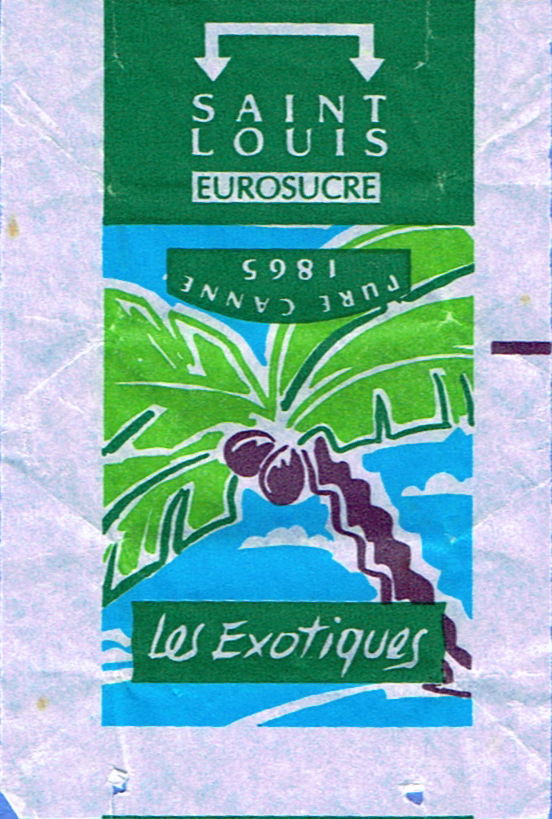 SAINT
LOUIS
EUROSUCRE
PURE CANNE
1865
Les Exotiques